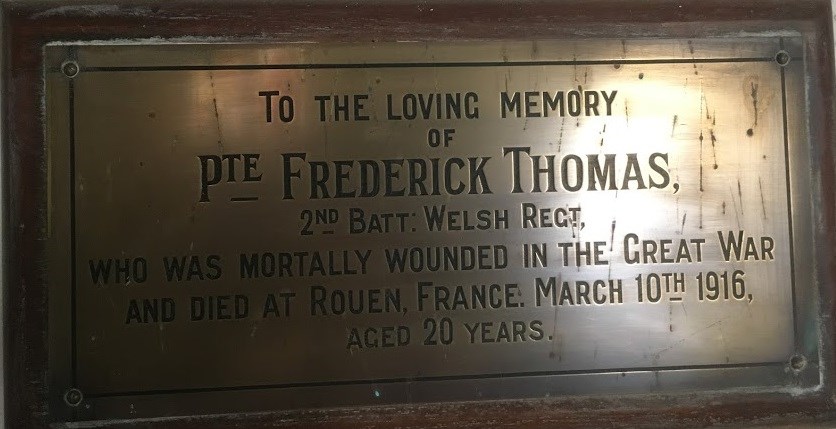 TO THE LOVING MEMORY
OF
PTE FREDERICK THOMAS,
2ND BATT: WELSH REGT,
WHO WAS MORTALLY WOUNDED IN THE GREAT WAR
AND DIED AT ROUEN, FRANCE. MARCH 10TH 1916,
AGED 20 YEARS.